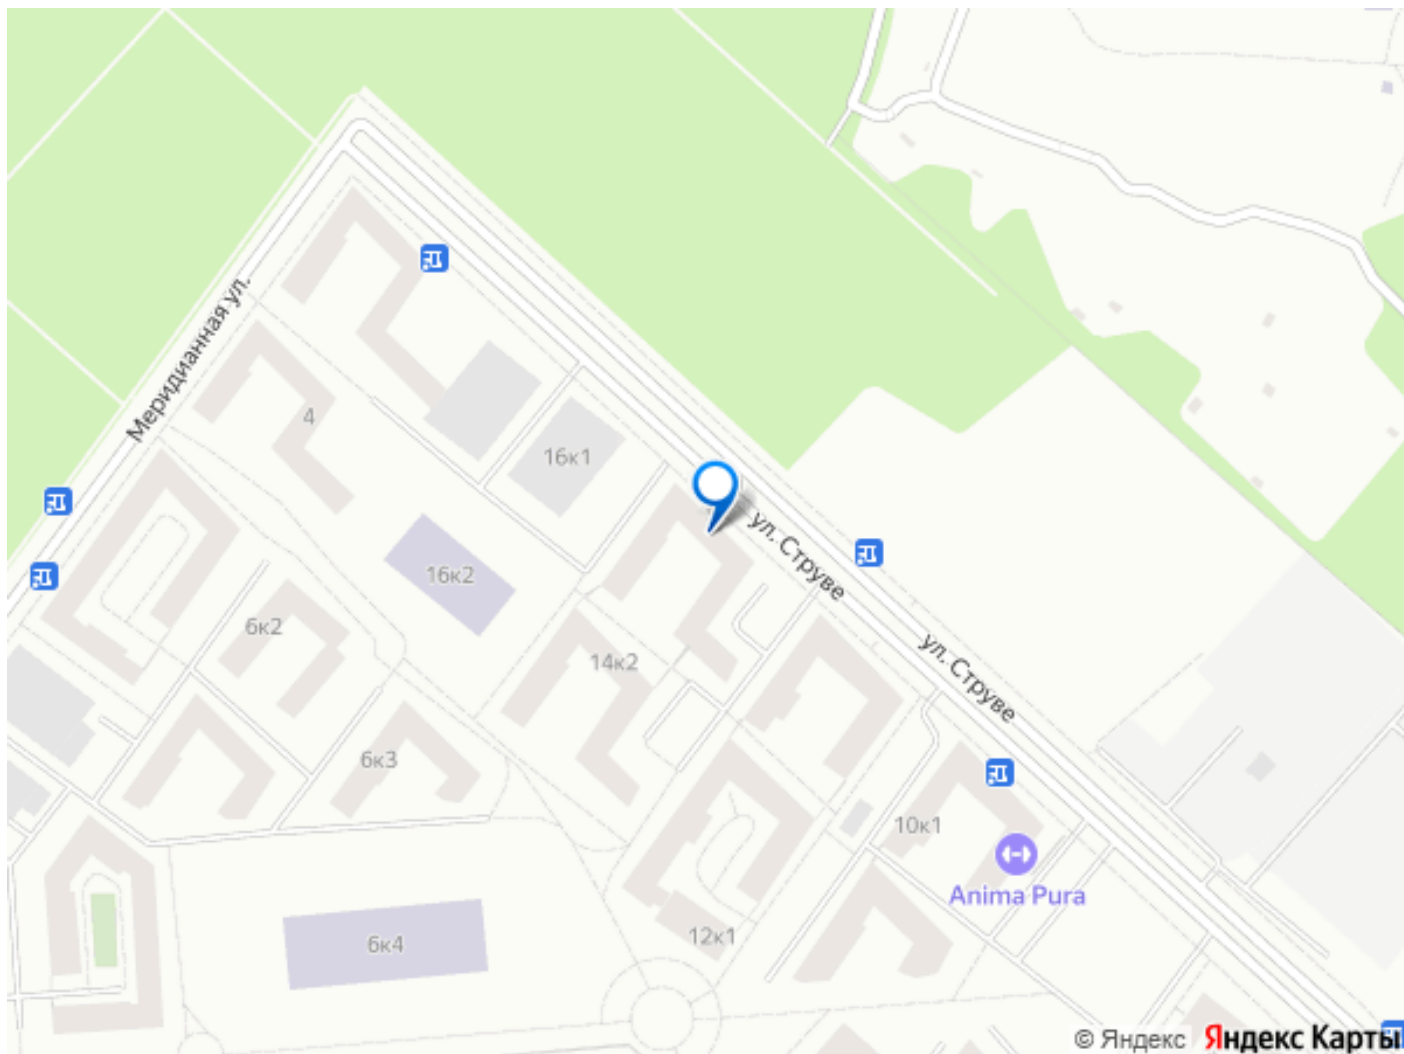 Меридианная ул.
4
16к1
16к2
ул. Струве
6к2
14к2
ул. Струве
6к3
10к1
Anima Pura
12к1
6к4
© Яндекс Яндекс Карты